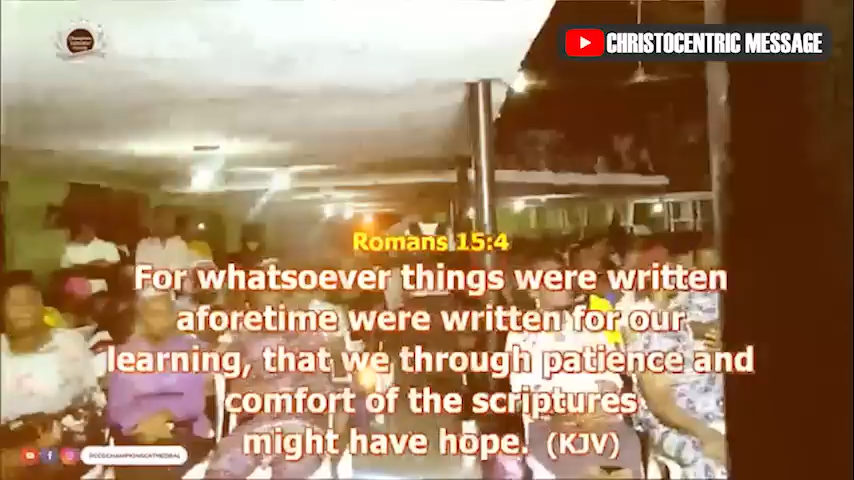 CHRISTOCENTRIC MESSAGE
Romans 15:4
For whatsoever things were written
aforetime were written for our
learning, that we through patience and
comfort of the scriptures
might have hope. (KJV)
RCCGCHAMPIONSCATHEDRAL